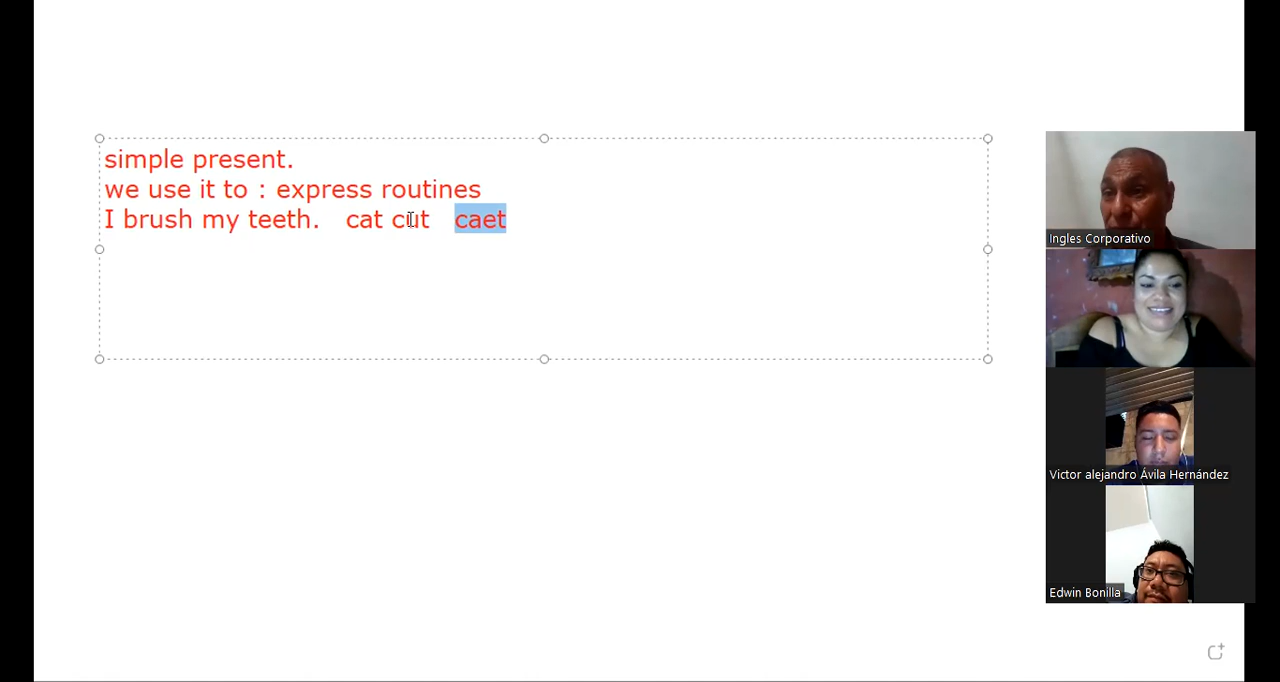 simple present.
we use it to : express routines
I brush my teeth. cat cut caet
Ingles Corporativo
Victor alejandro Ávila Hernández
Edwin Bonilla